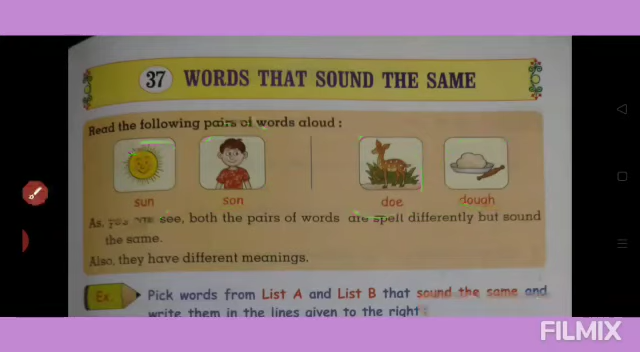 37 WORDS THAT SOUND THE SAME
Read the following pairs of words aloud :
sun son doe dough
As, you can see, both the pairs of words are spell differently but sound
the same.
Also, they have different meanings.
Ex. Pick words from List A and List B that sound the same and
write them in the lines given to the right :
FILMIX